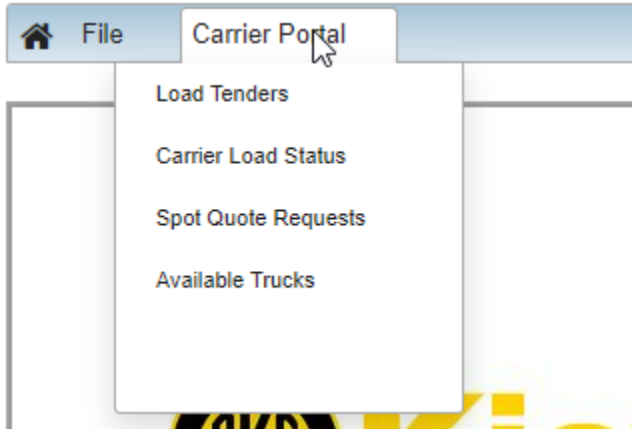 File
Carrier Portal
Load Tenders
Carrier Load Status
Spot Quote Requests
Available Trucks